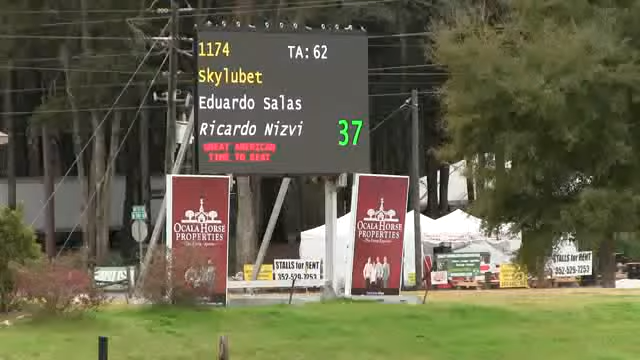 1174 TA: 62
Skylubet
Eduardo Salas
Ricardo Nizvi 37
GREAT AMERICAN
TIME TO BEAT
OCALA HORSE
PROPERTIES
OCALA HORSE
PROPERTIES
STALLS for RENT
352-529-7253
STALLS for RENT
352-529-7253